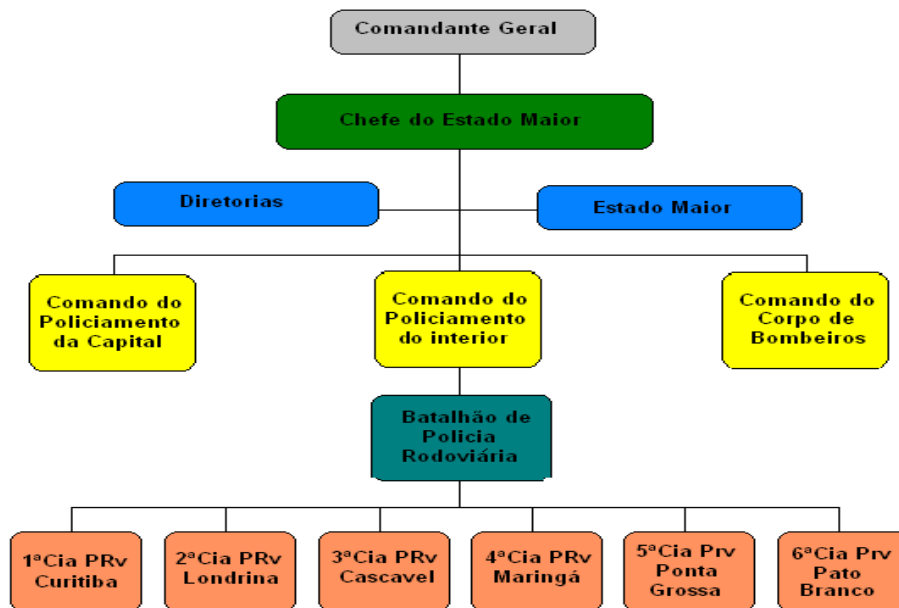 Comandante Geral
Chefe do Estado Maior
Diretorias
Estado Maior
Comando do
Policiamento
da Capital
Comando do
Policiamento
do interior
Comando do
Corpo de
Bombeiros
Batalhão de
Policia
Rodoviária
1ªCia PRv
Curitiba
2ªCia PRv
Londrina
3ªCia PRv
Cascavel
4ªCia PRv
Maringá
5ªCia Prv
Ponta
Grossa
6ªCia Prv
Pato
Branco